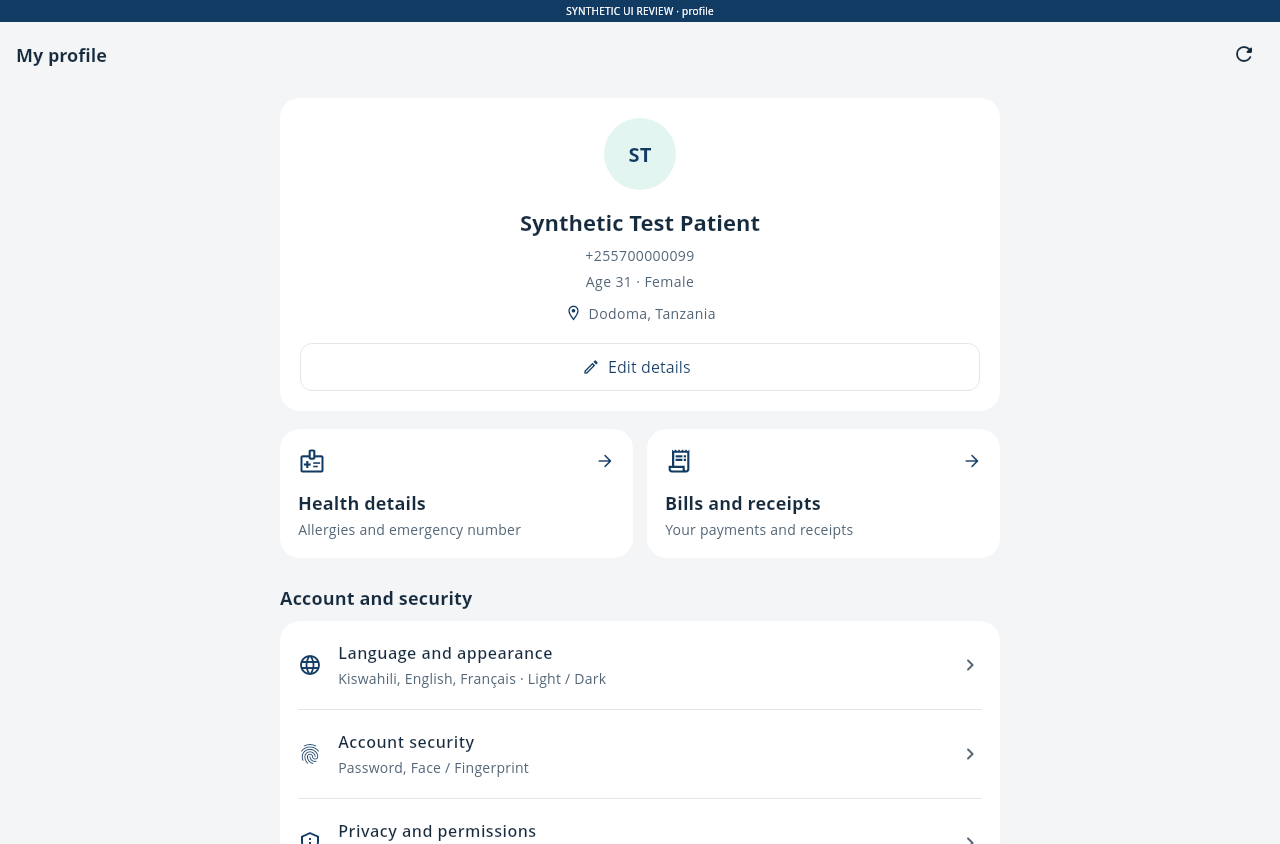 SYNTHETIC UI REVIEW · profile
My profile
ST
Synthetic Test Patient
+255700000099
Age 31 · Female
Dodoma, Tanzania
Edit details
Health details
Allergies and emergency number
Bills and receipts
Your payments and receipts
Account and security
Language and appearance
Kiswahili, English, Français · Light / Dark
Account security
Password, Face / Fingerprint
Privacy and permissions